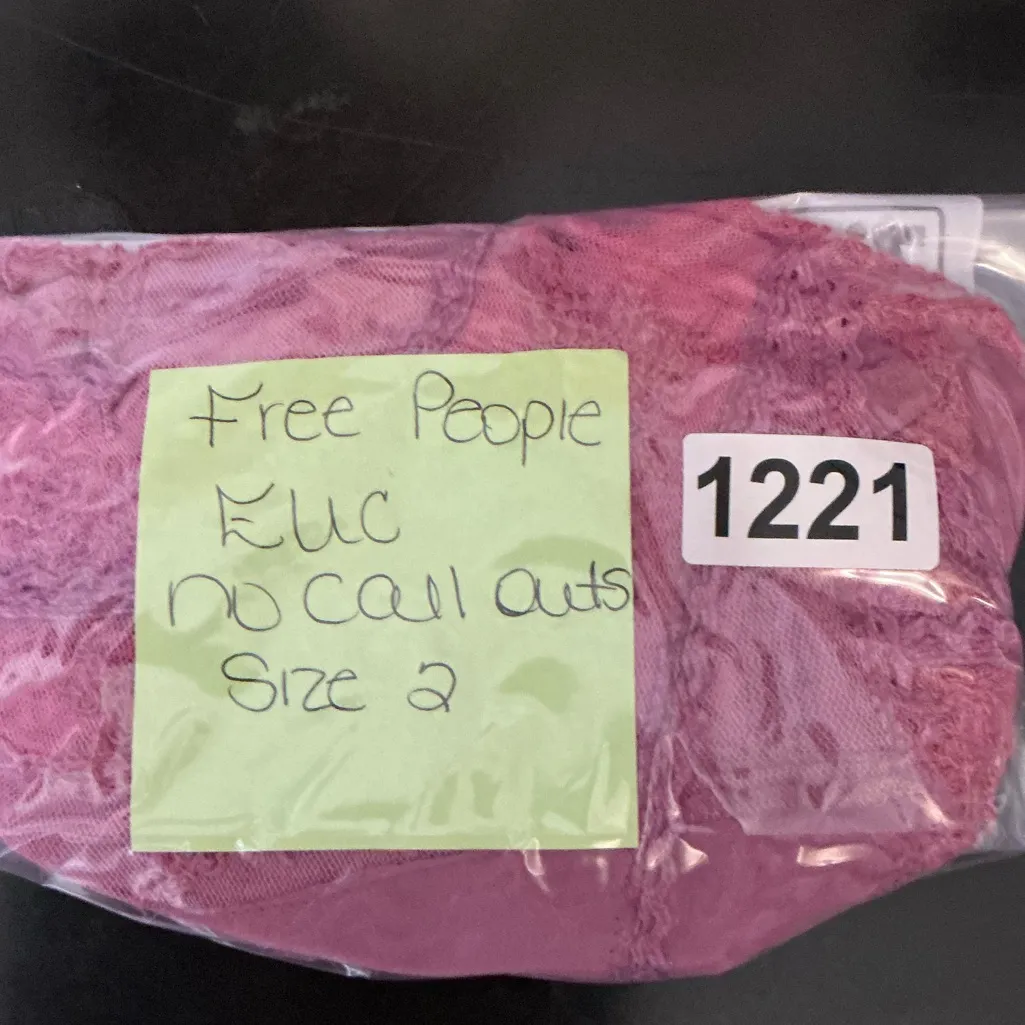 Free People
EUC
no call outs
Size 2
1221